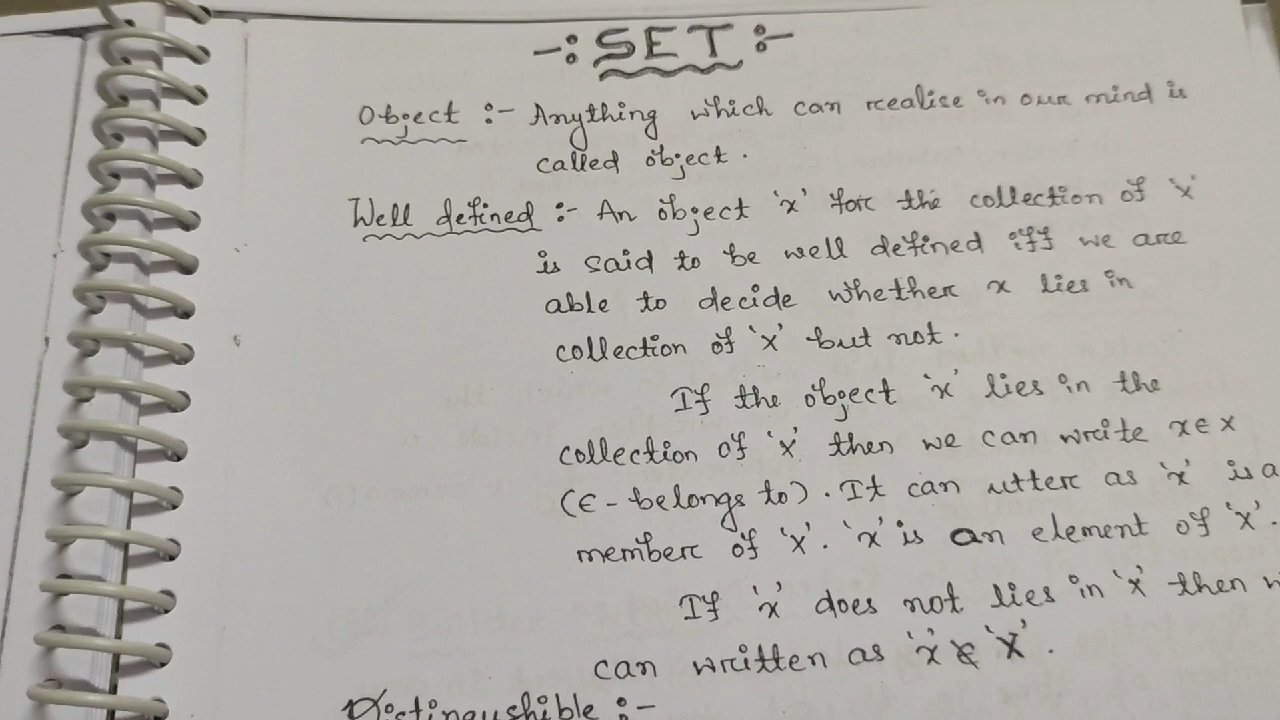 -: SET :-
Object :- Anything which can realise in our mind is
called object.
Well defined :- An object 'x' for the collection of 'X'
is said to be well defined iff we are
able to decide whether x lies in
collection of 'X' but not.
If the object 'x' lies in the
collection of 'X' then we can write x∈X
(∈ - belongs to). It can utter as 'x' is a
member of 'X'. 'x' is an element of 'X'.
If 'x' does not lies in 'X' then
can written as 'x' ∉ 'X'.
Distingushible :-